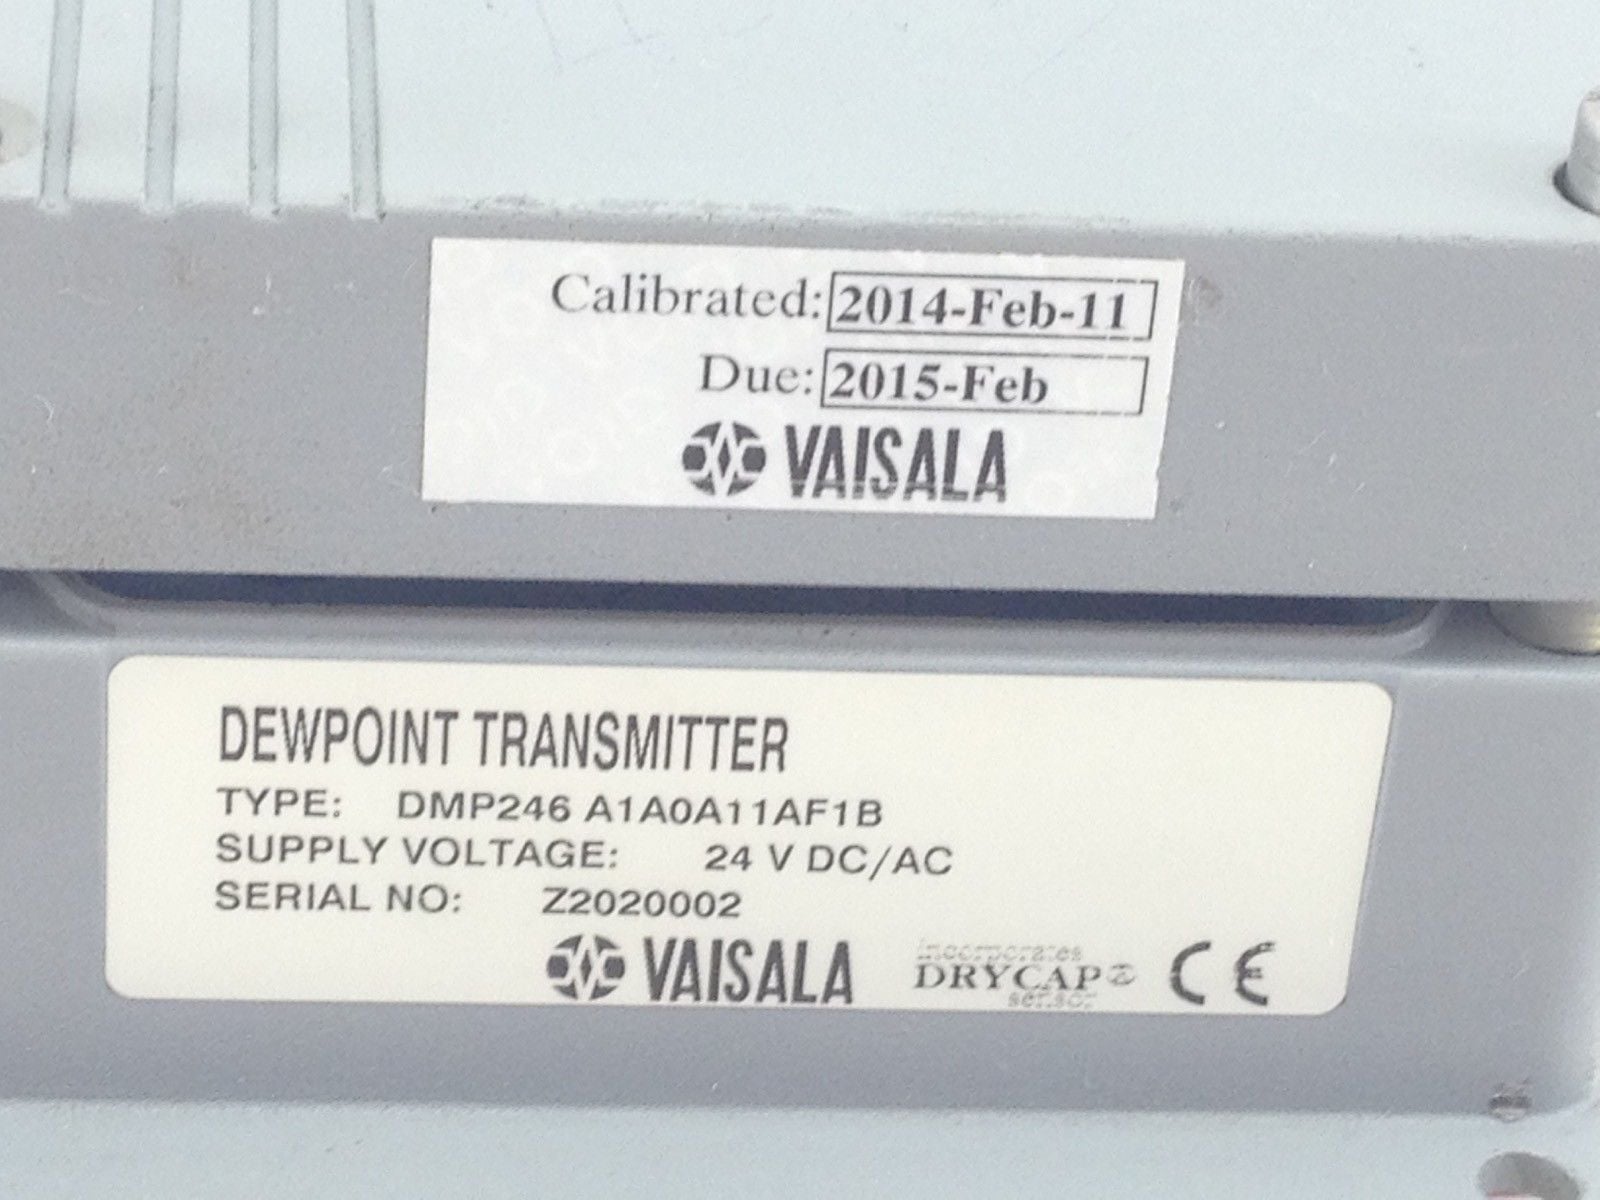 Calibrated: 2014-Feb-11
Due: 2015-Feb
VAISALA
DEWPOINT TRANSMITTER
TYPE: DMP246 A1A0A11AF1B
SUPPLY VOLTAGE: 24 V DC/AC
SERIAL NO: Z2020002
VAISALA
incorporates
DRYCAP®
sensor
CE